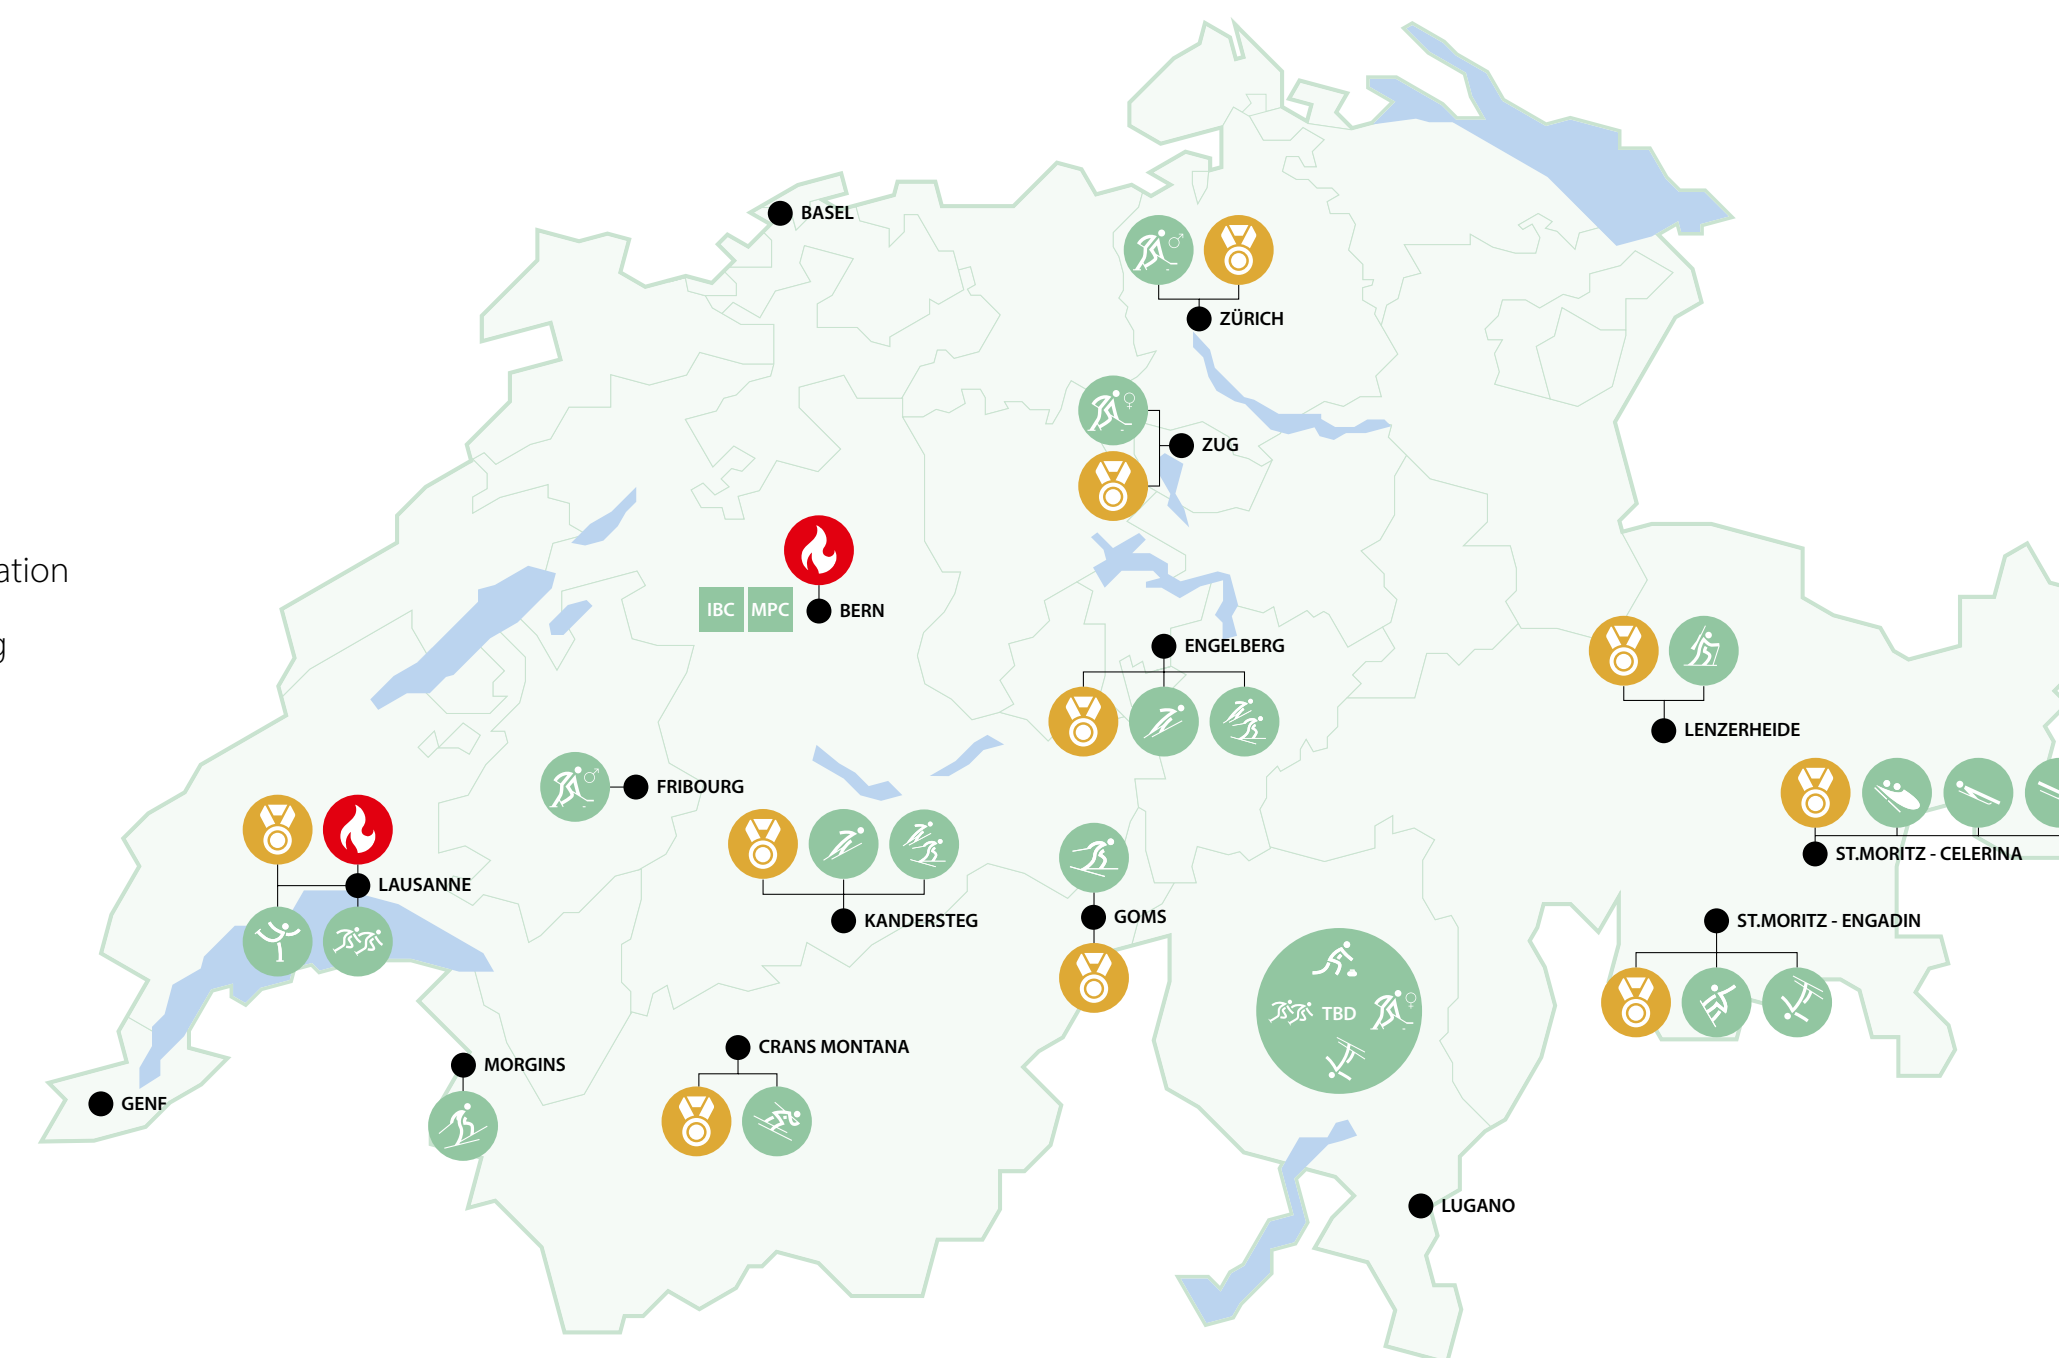 BASEL
ZÜRICH
ZUG
ation
IBC MPC BERN
g
ENGELBERG
LENZERHEIDE
FRIBOURG
ST.MORITZ - CELERINA
LAUSANNE
KANDERSTEG
GOMS
ST.MORITZ - ENGADIN
TBD
CRANS MONTANA
MORGINS
GENF
LUGANO